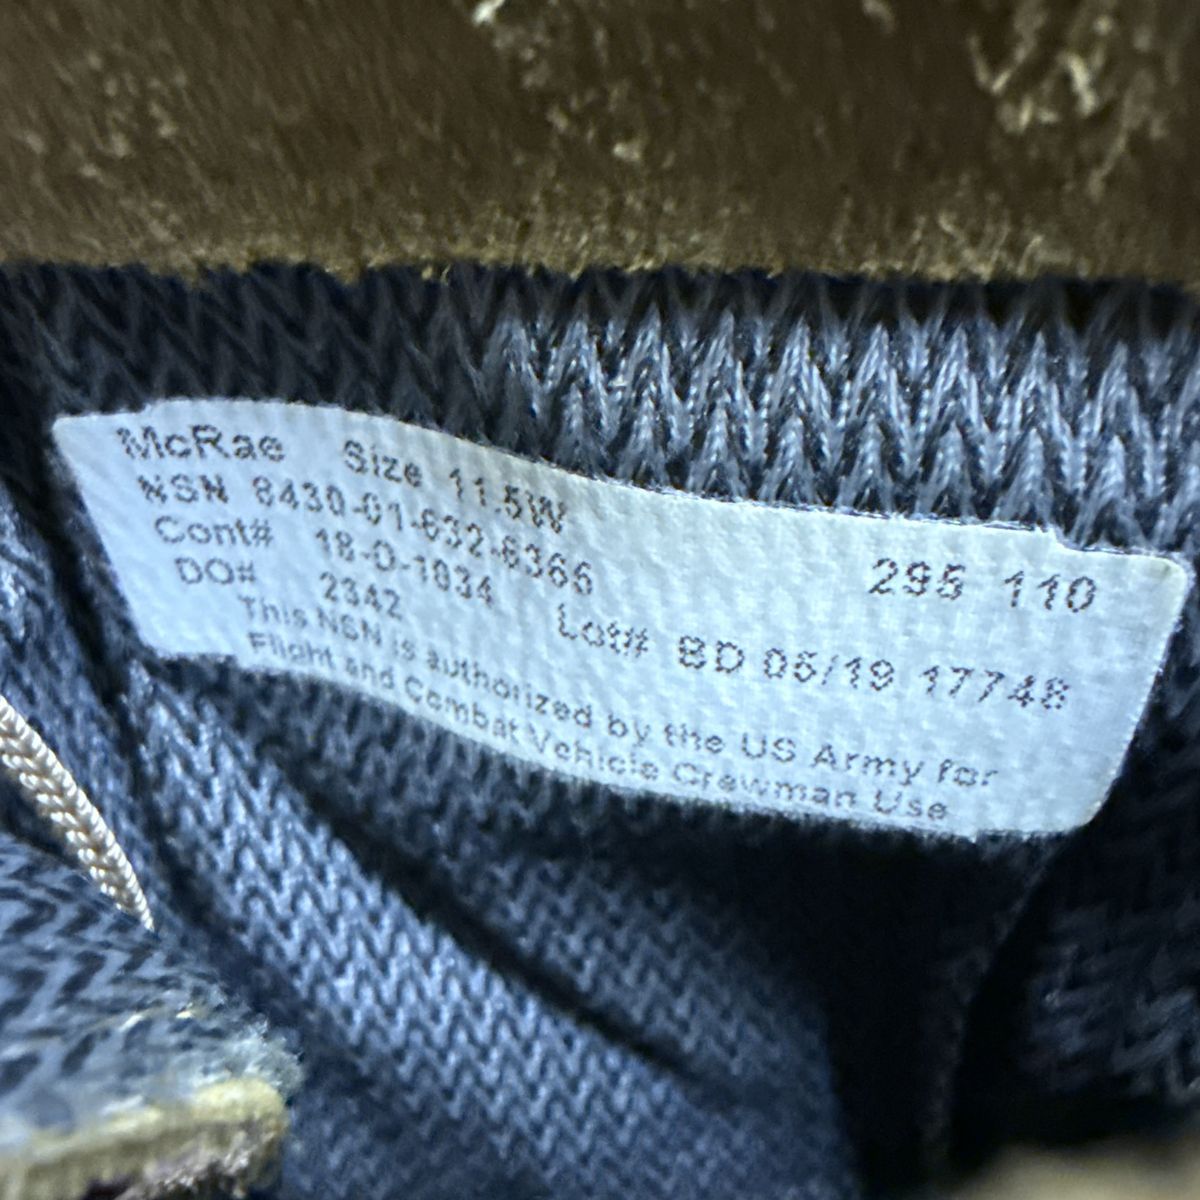 McRae Size 11.5W
NSN 8430-01-632-6366 295 110
Cont# 18-D-1034 Lot# BD 05/19 17748
DO# 2342
This NSN is authorized by the US Army for
Flight and Combat Vehicle Crewman Use